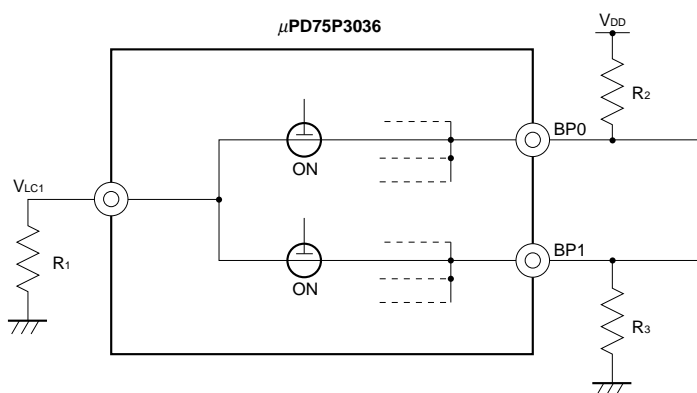 μPD75P3036
VDD
R2
BP0
ON
VLC1
R1
BP1
ON
R3